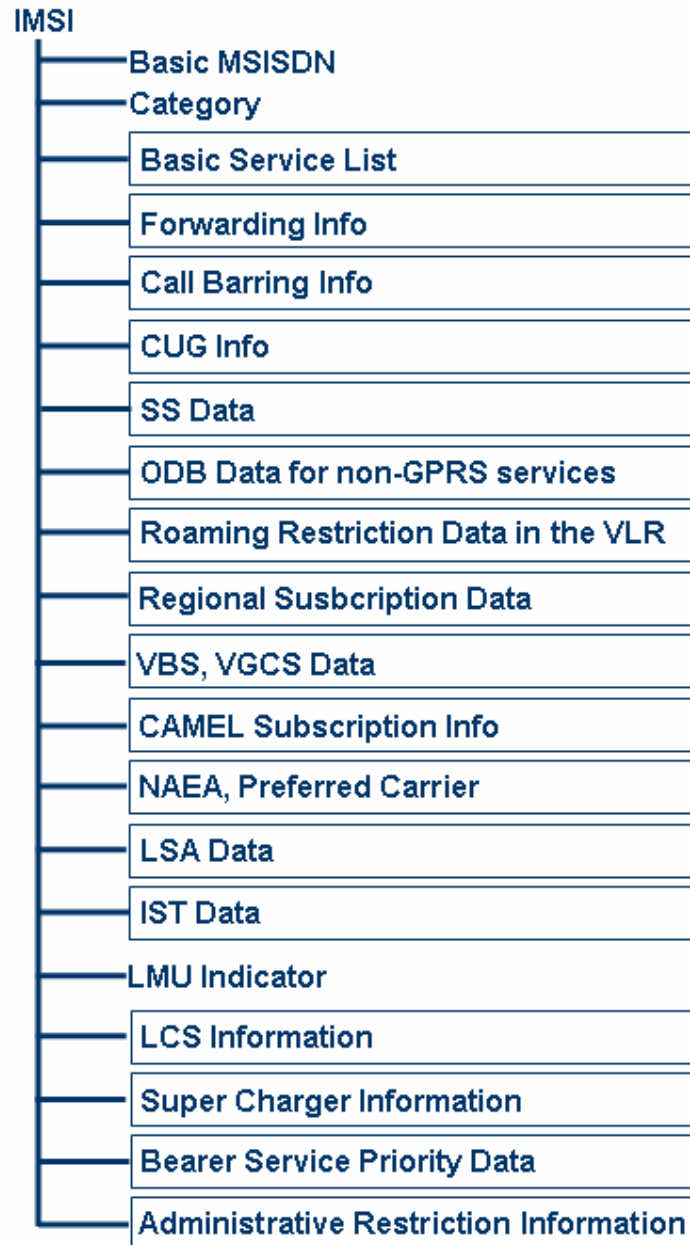 IMSI
Basic MSISDN
Category
Basic Service List
Forwarding Info
Call Barring Info
CUG Info
SS Data
ODB Data for non-GPRS services
Roaming Restriction Data in the VLR
Regional Susbcription Data
VBS, VGCS Data
CAMEL Subscription Info
NAEA, Preferred Carrier
LSA Data
IST Data
LMU Indicator
LCS Information
Super Charger Information
Bearer Service Priority Data
Administrative Restriction Information